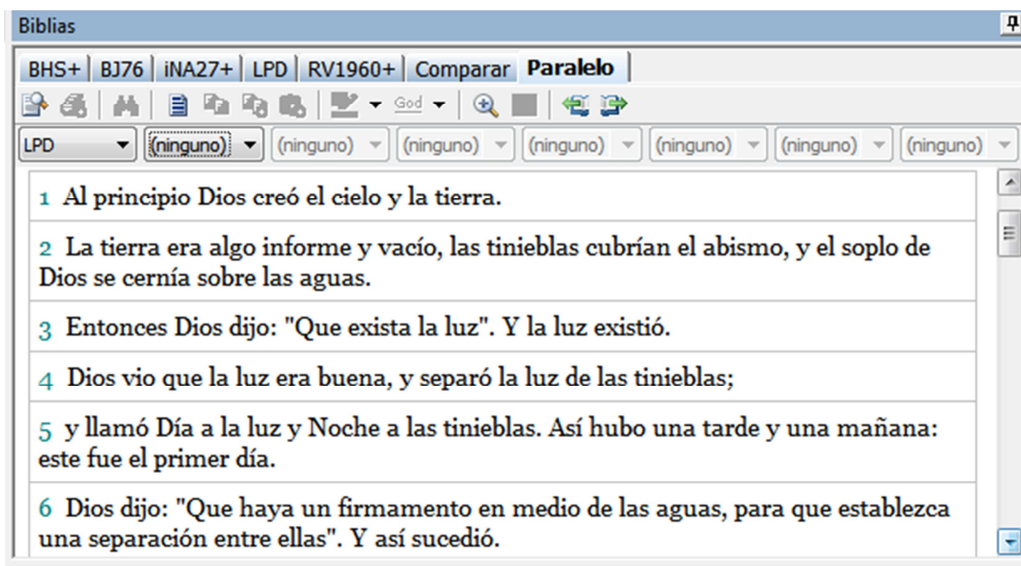 Biblias
BHS+ BJ76 iNA27+ LPD RV1960+ Comparar Paralelo
God
LPD (ninguno) (ninguno) (ninguno) (ninguno) (ninguno) (ninguno) (ninguno)
1 Al principio Dios creó el cielo y la tierra.
2 La tierra era algo informe y vacío, las tinieblas cubrían el abismo, y el soplo de
Dios se cernía sobre las aguas.
3 Entonces Dios dijo: "Que exista la luz". Y la luz existió.
4 Dios vio que la luz era buena, y separó la luz de las tinieblas;
5 y llamó Día a la luz y Noche a las tinieblas. Así hubo una tarde y una mañana:
este fue el primer día.
6 Dios dijo: "Que haya un firmamento en medio de las aguas, para que establezca
una separación entre ellas". Y así sucedió.